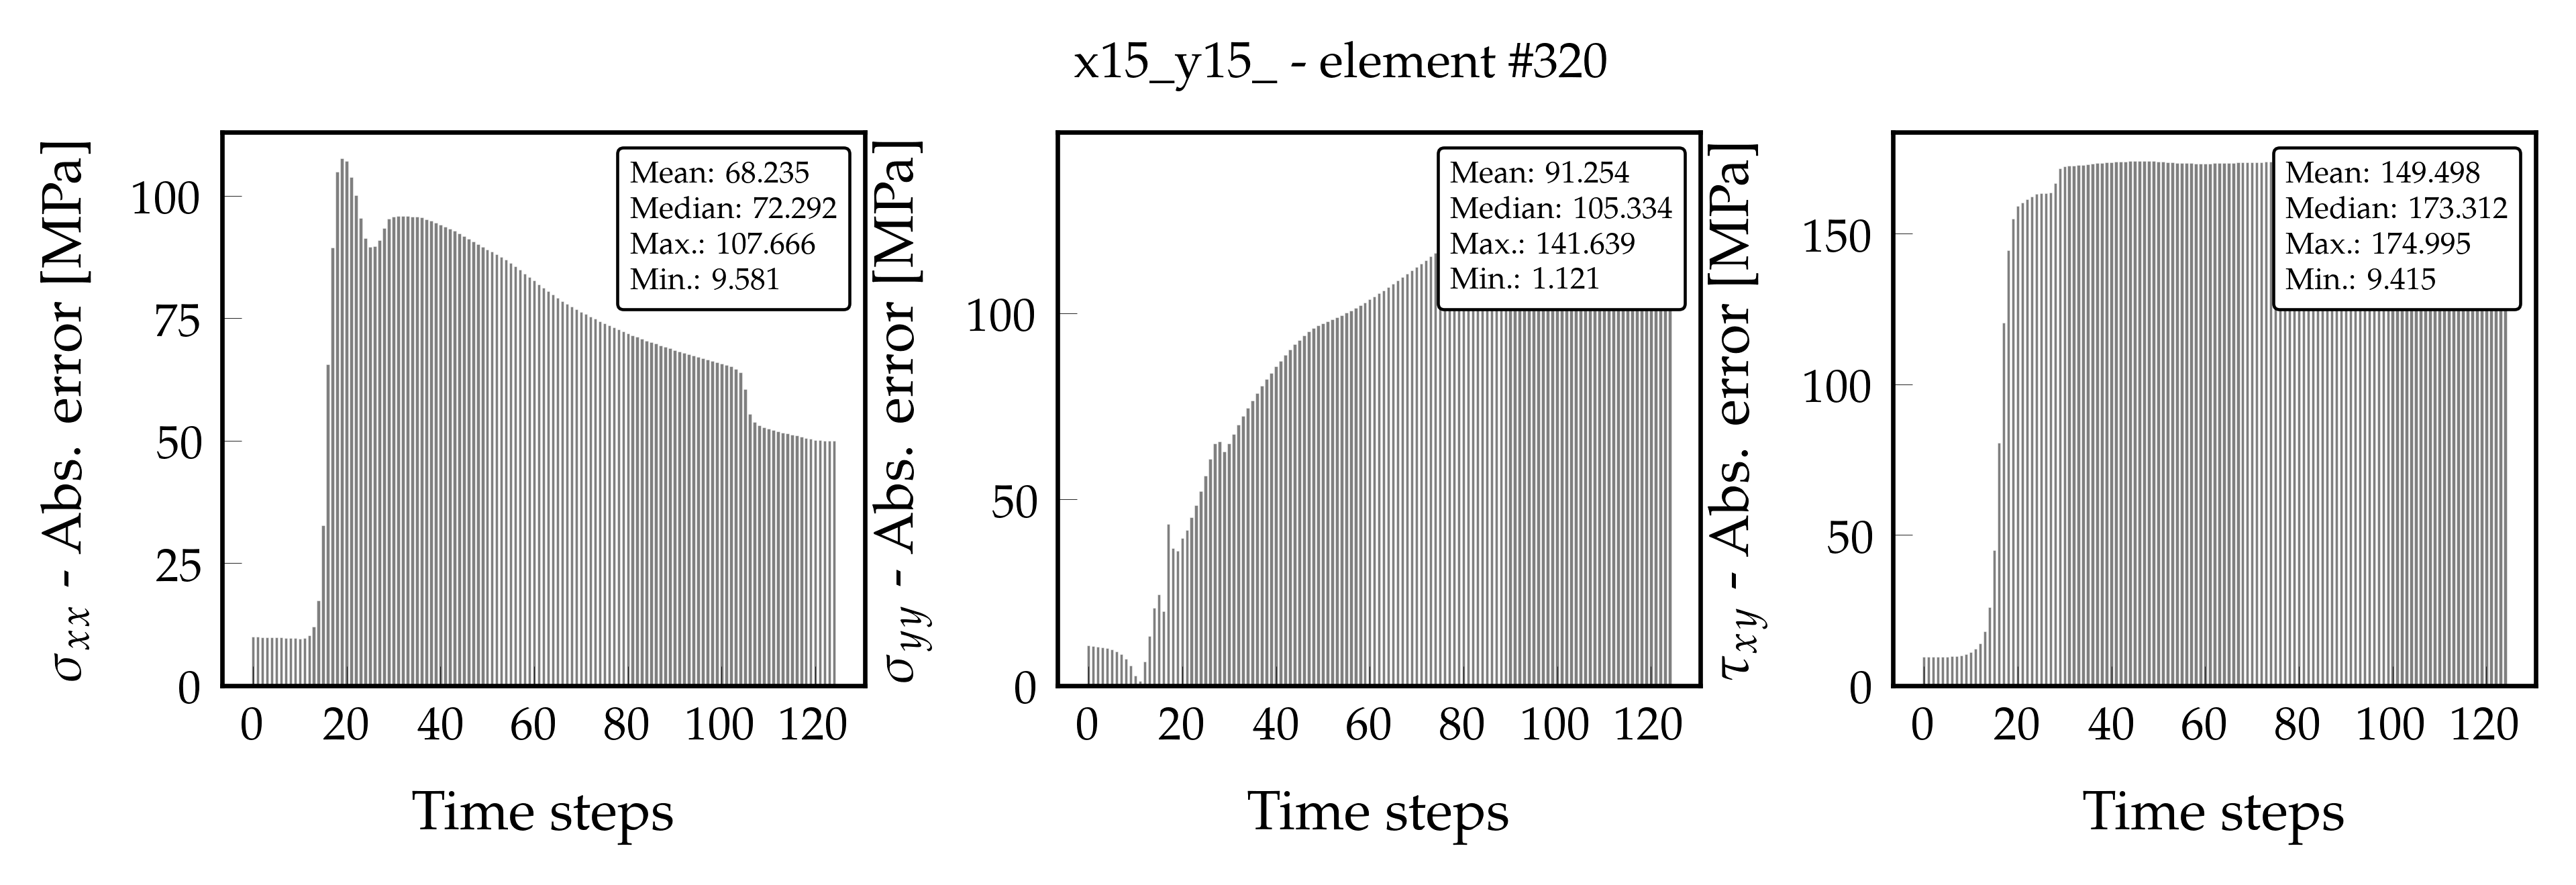 x15_y15_ - element #320
σxx - Abs. error [MPa]
100
75
50
25
0
Mean: 68.235
Median: 72.292
Max.: 107.666
Min.: 9.581
0 20 40 60 80 100 120
Time steps
σyy - Abs. error [MPa]
100
50
0
Mean: 91.254
Median: 105.334
Max.: 141.639
Min.: 1.121
0 20 40 60 80 100 120
Time steps
τxy - Abs. error [MPa]
150
100
50
0
Mean: 149.498
Median: 173.312
Max.: 174.995
Min.: 9.415
0 20 40 60 80 100 120
Time steps